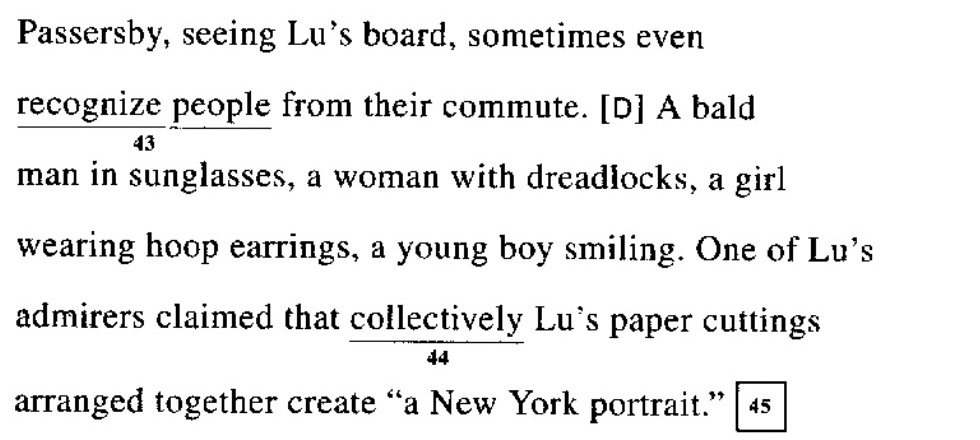 Passersby, seeing Lu’s board, sometimes even
recognize people from their commute. [D] A bald
43
man in sunglasses, a woman with dreadlocks, a girl
wearing hoop earrings, a young boy smiling. One of Lu’s
admirers claimed that collectively Lu’s paper cuttings
44
arranged together create “a New York portrait.” 45